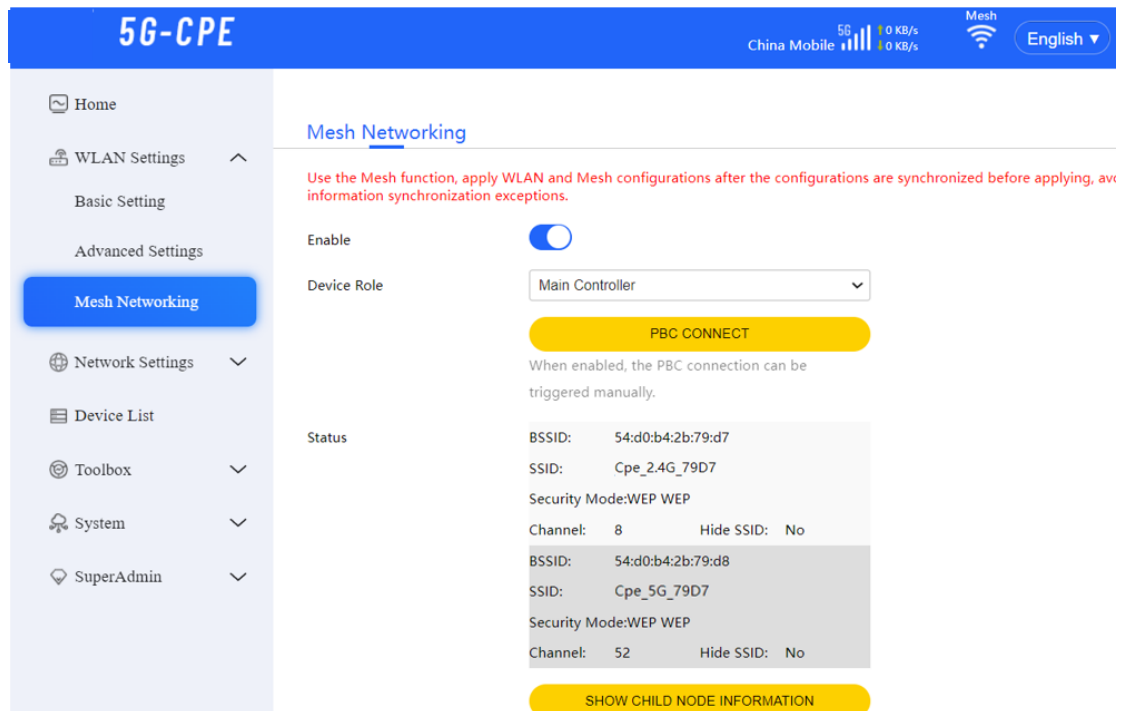 5G-CPE
China Mobile 5G ↑0 KB/s ↓0 KB/s
Mesh
English ▼
Home
WLAN Settings
Basic Setting
Advanced Settings
Mesh Networking
Network Settings
Device List
Toolbox
System
SuperAdmin
Mesh Networking
Use the Mesh function, apply WLAN and Mesh configurations after the configurations are synchronized before applying,
information synchronization exceptions.
Enable
Device Role
Main Controller
PBC CONNECT
When enabled, the PBC connection can be
triggered manually.
Status
BSSID: 54:d0:b4:2b:79:d7
SSID: Cpe_2.4G_79D7
Security Mode:WEP WEP
Channel: 8 Hide SSID: No
BSSID: 54:d0:b4:2b:79:d8
SSID: Cpe_5G_79D7
Security Mode:WEP WEP
Channel: 52 Hide SSID: No
SHOW CHILD NODE INFORMATION